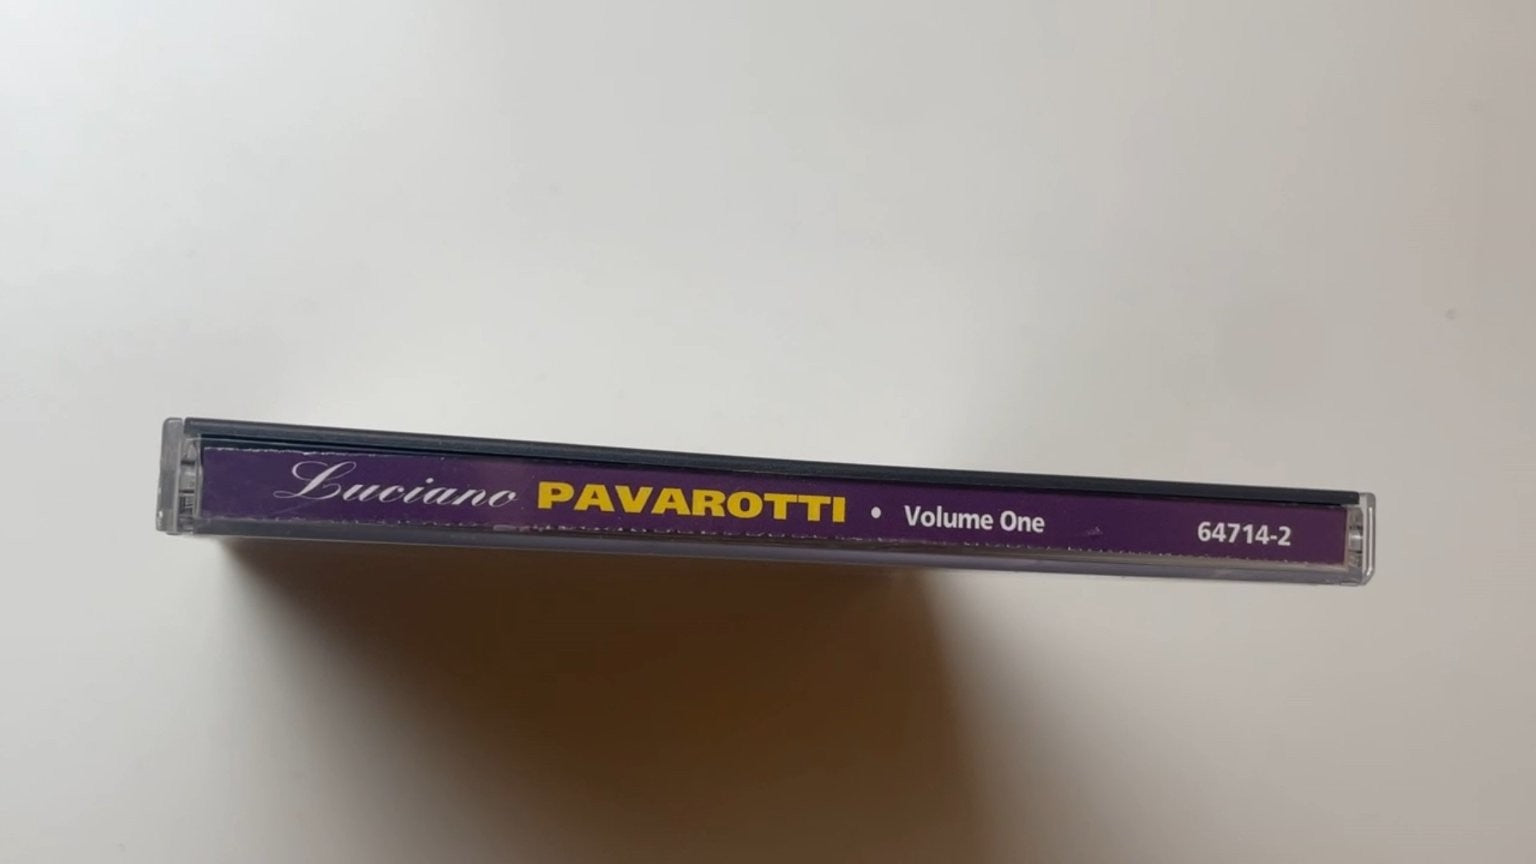 Luciano PAVAROTTI • Volume One 64714-2